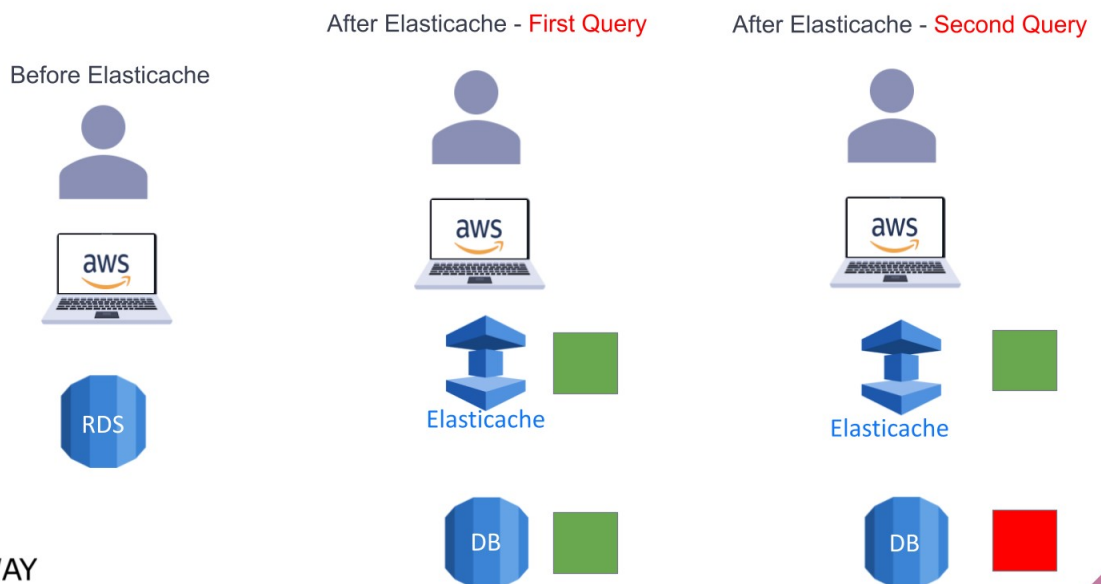 After Elasticache - First Query
After Elasticache - Second Query
Before Elasticache
aws
aws
aws
RDS
Elasticache
Elasticache
DB
DB